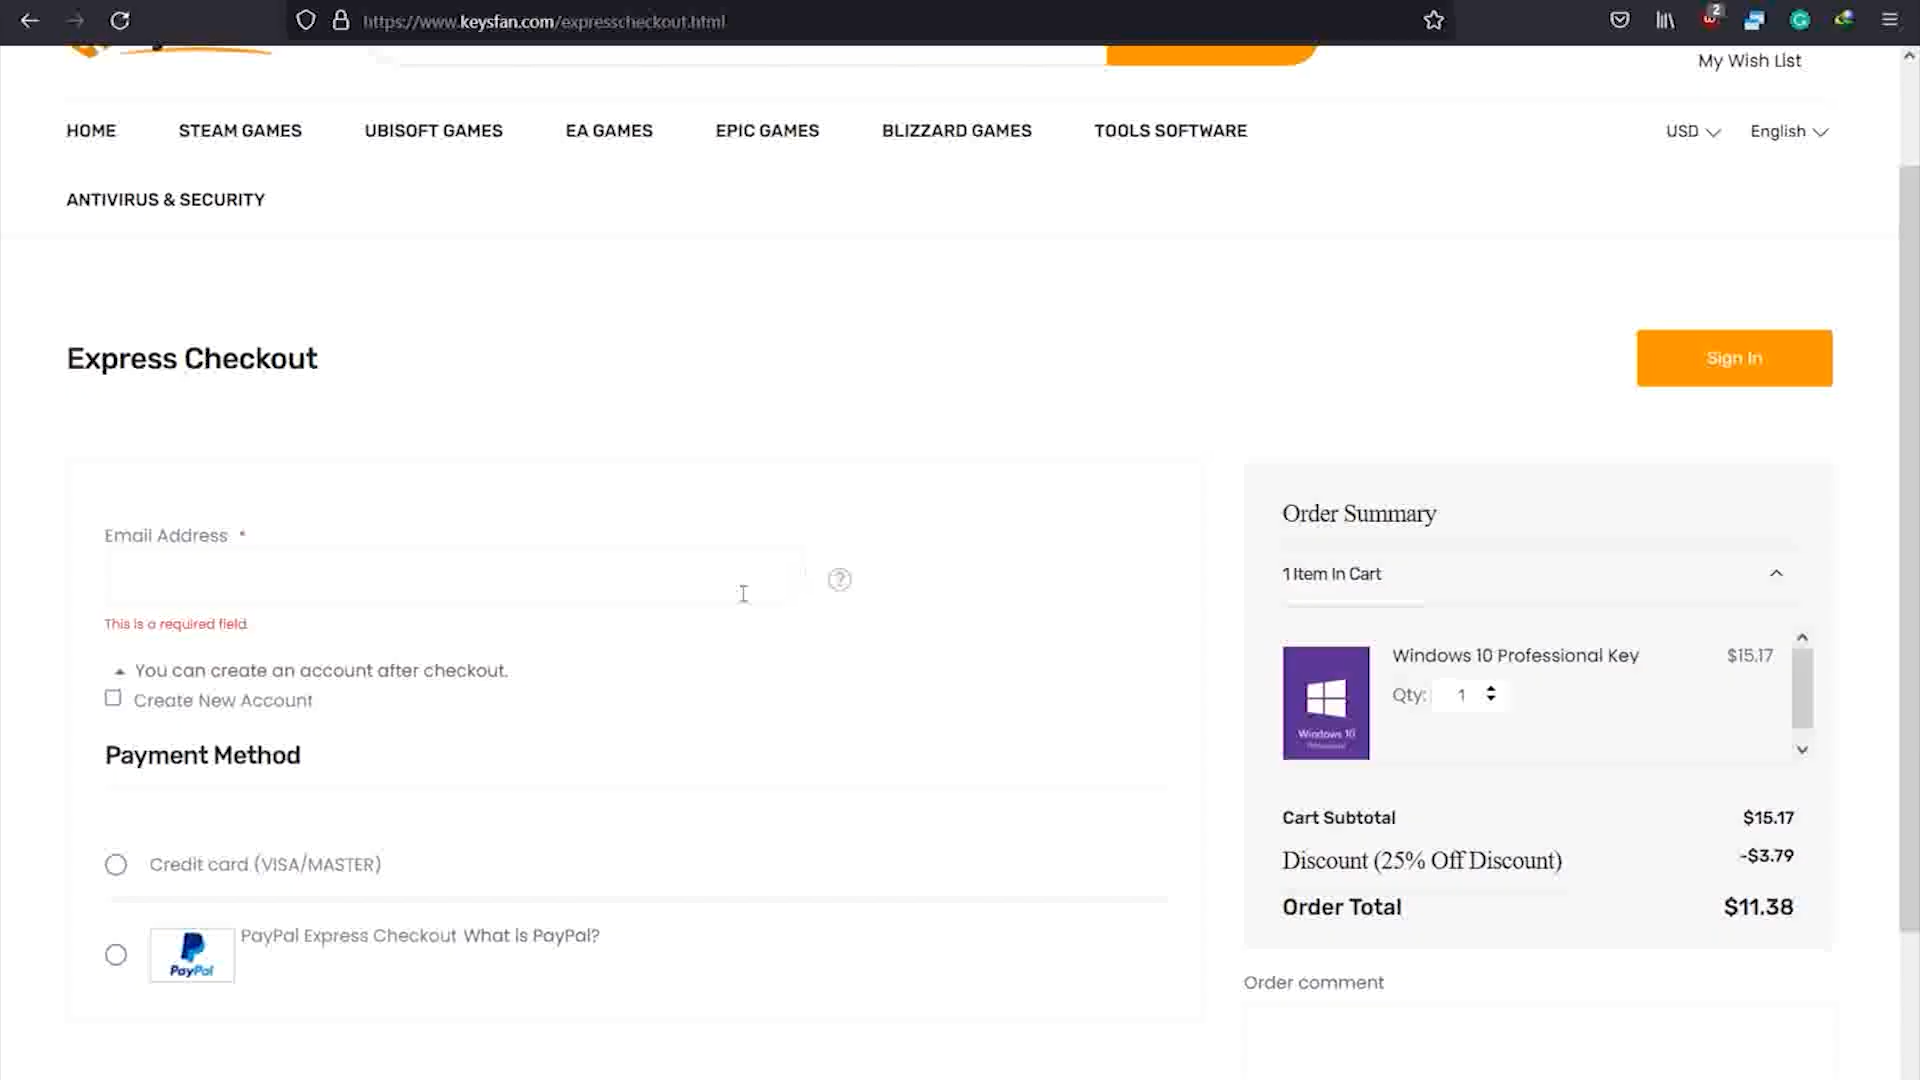 https://www.keysfan.com/expresscheckout.html
2
My Wish List
HOME
STEAM GAMES
UBISOFT GAMES
EA GAMES
EPIC GAMES
BLIZZARD GAMES
TOOLS SOFTWARE
USD
English
ANTIVIRUS & SECURITY
Express Checkout
Sign In
Email Address *
This is a required field.
You can create an account after checkout.
Create New Account
Payment Method
Credit card (VISA/MASTER)
PayPal
PayPal Express Checkout What is PayPal?
Order Summary
1 Item In Cart
Windows 10 Professional Key
$15.17
Qty: 1
Windows 10
Professional
Cart Subtotal
$15.17
Discount (25% Off Discount)
-$3.79
Order Total
$11.38
Order comment